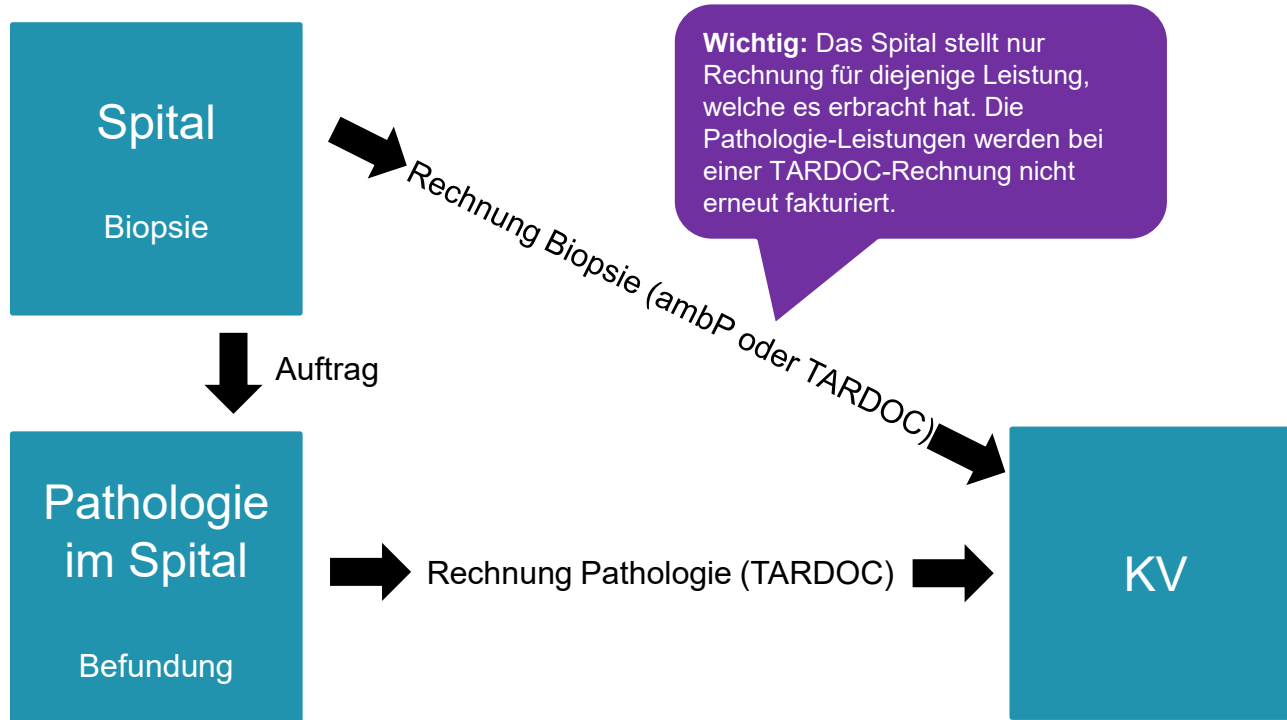 Spital
Biopsie
Wichtig: Das Spital stellt nur
Rechnung für diejenige Leistung,
welche es erbracht hat. Die
Pathologie-Leistungen werden bei
einer TARDOC-Rechnung nicht
erneut fakturiert.
Rechnung Biopsie (ambP oder TARDOC)
Auftrag
Pathologie
im Spital
Befundung
Rechnung Pathologie (TARDOC)
KV